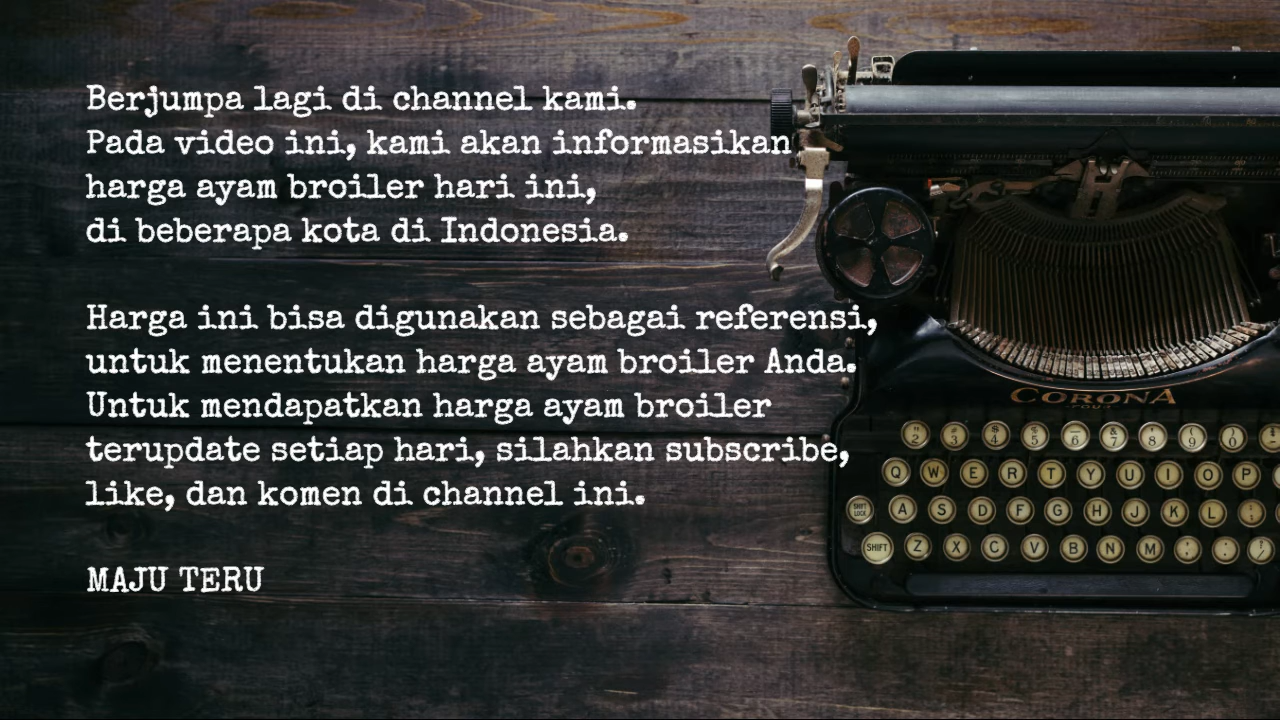 Berjumpa lagi di channel kami.
Pada video ini, kami akan informasikan
harga ayam broiler hari ini,
di beberapa kota di Indonesia.
Harga ini bisa digunakan sebagai referensi,
untuk menentukan harga ayam broiler Anda.
Untuk mendapatkan harga ayam broiler
terupdate setiap hari, silahkan subscribe,
like, dan komen di channel ini.
MAJU TERU
CORONA
2 3 4 5 6 7 8 9 0
Q W E R T Y U I O P
SHIFT LOCK A S D F G H J K L
SHIFT Z X C V B N M